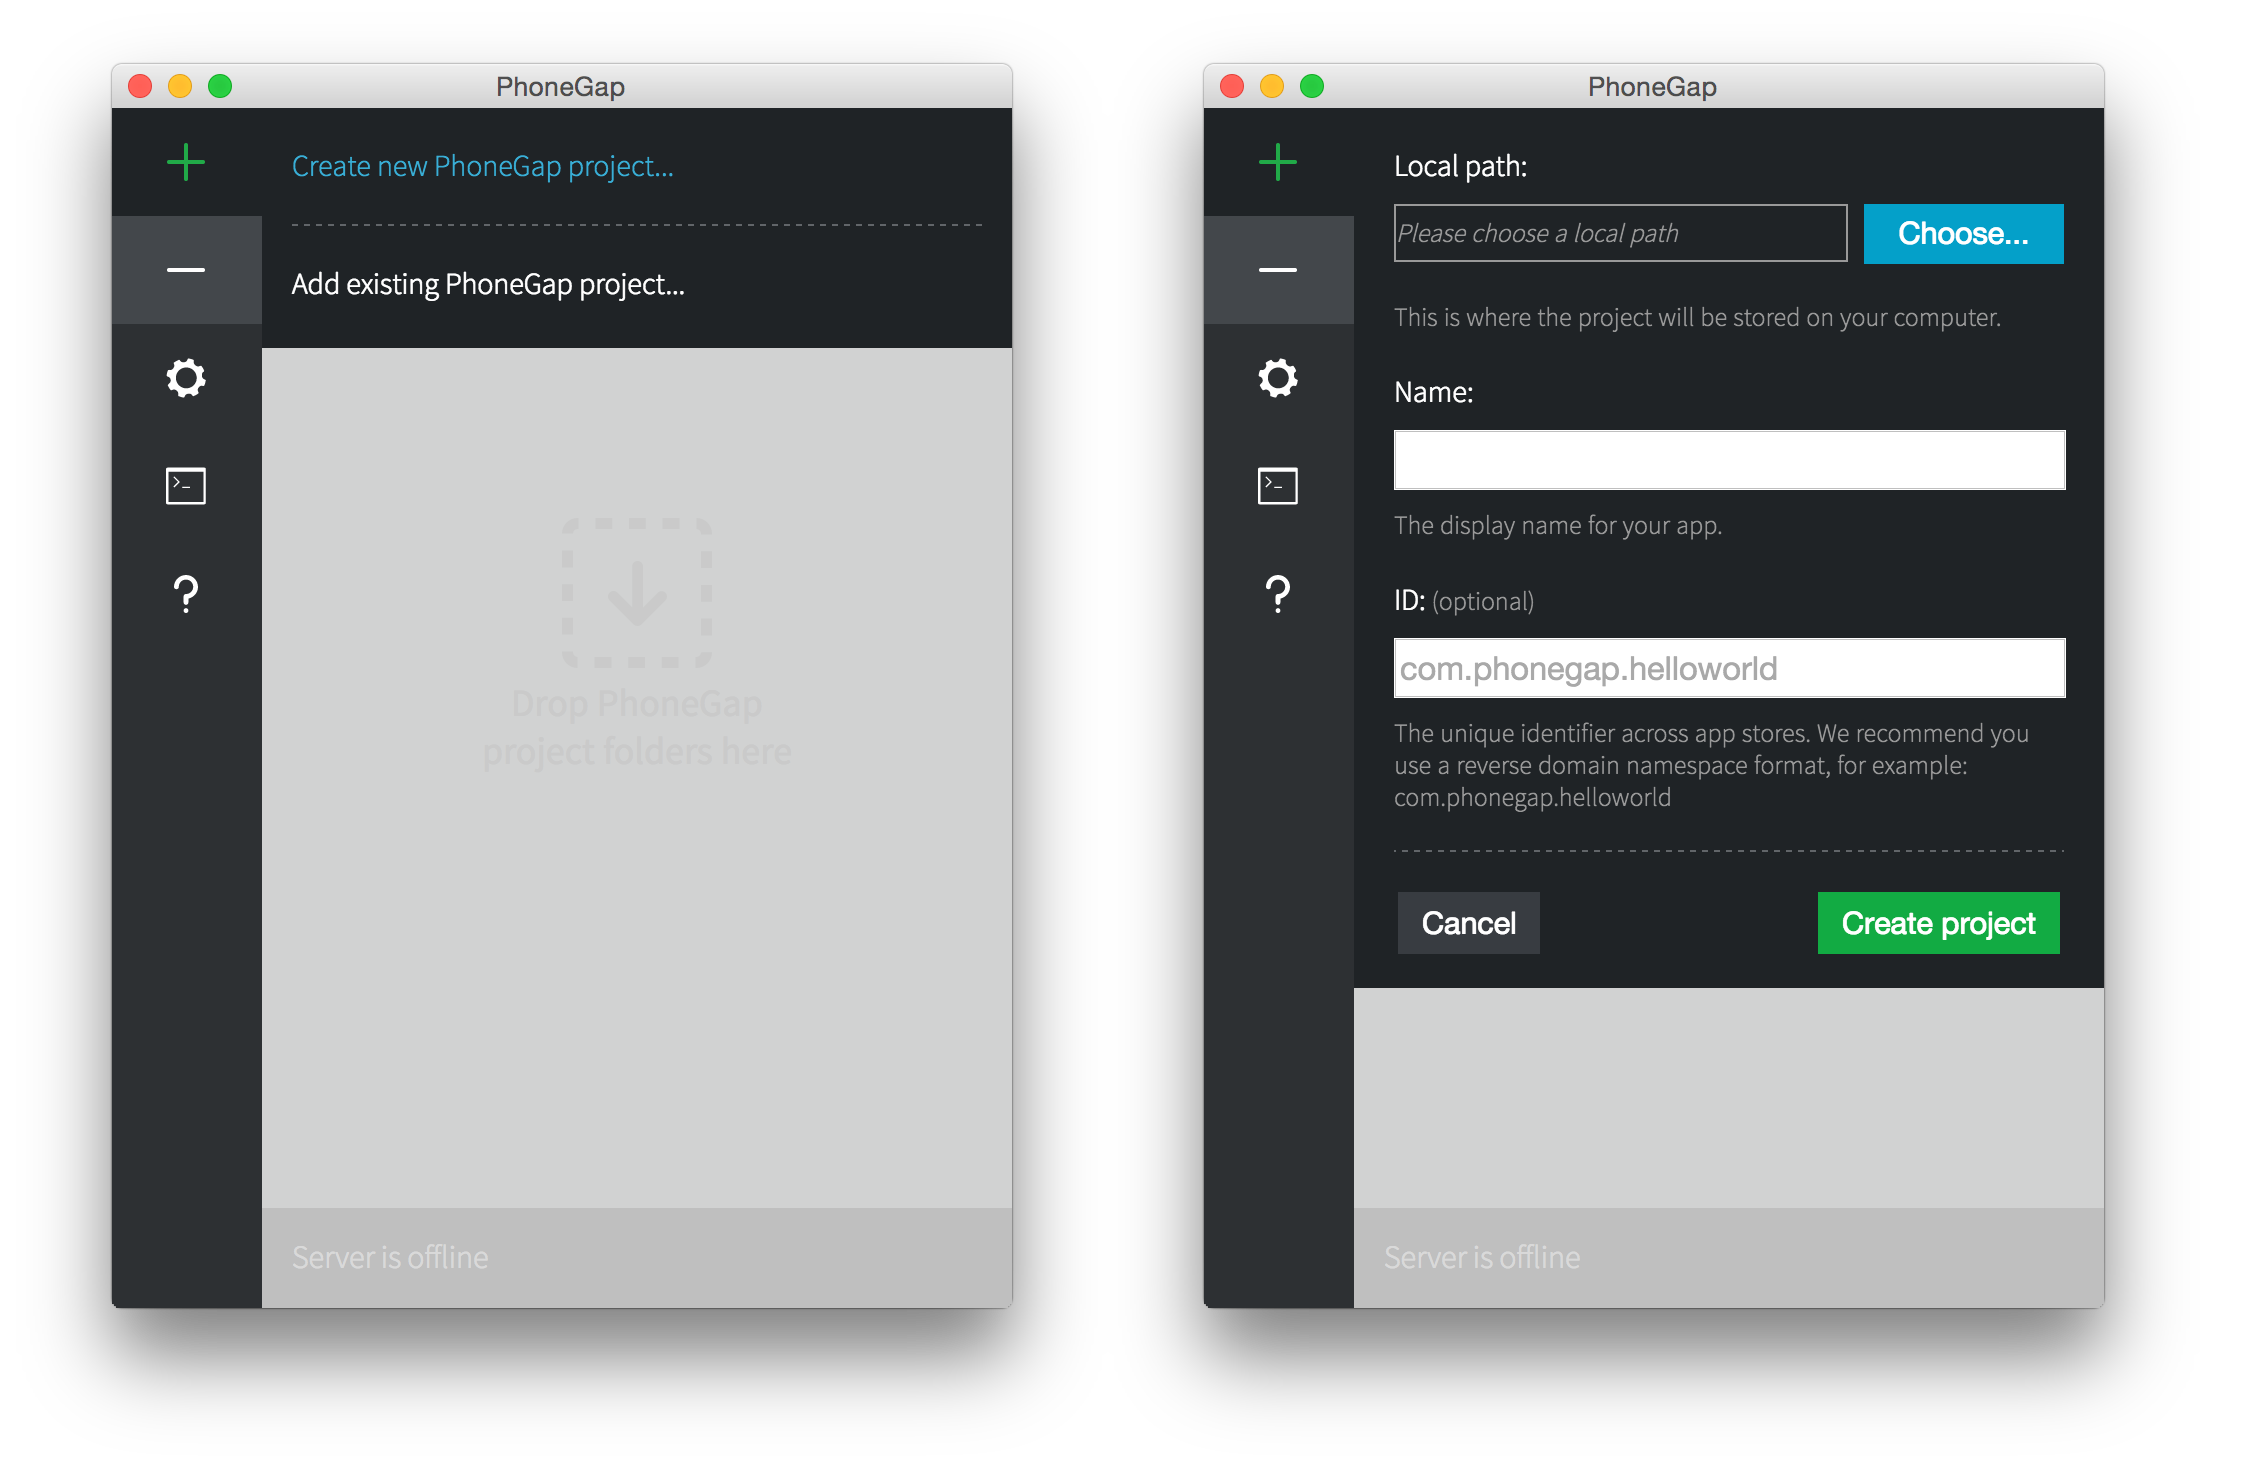 PhoneGap
Create new PhoneGap project...
Add existing PhoneGap project...
>_
?
Drop PhoneGap
project folders here
Server is offline
PhoneGap
Local path:
Please choose a local path
Choose...
This is where the project will be stored on your computer.
Name:
The display name for your app.
ID: (optional)
com.phonegap.helloworld
The unique identifier across app stores. We recommend you
use a reverse domain namespace format, for example:
com.phonegap.helloworld
Cancel
Create project
>_
?
Server is offline